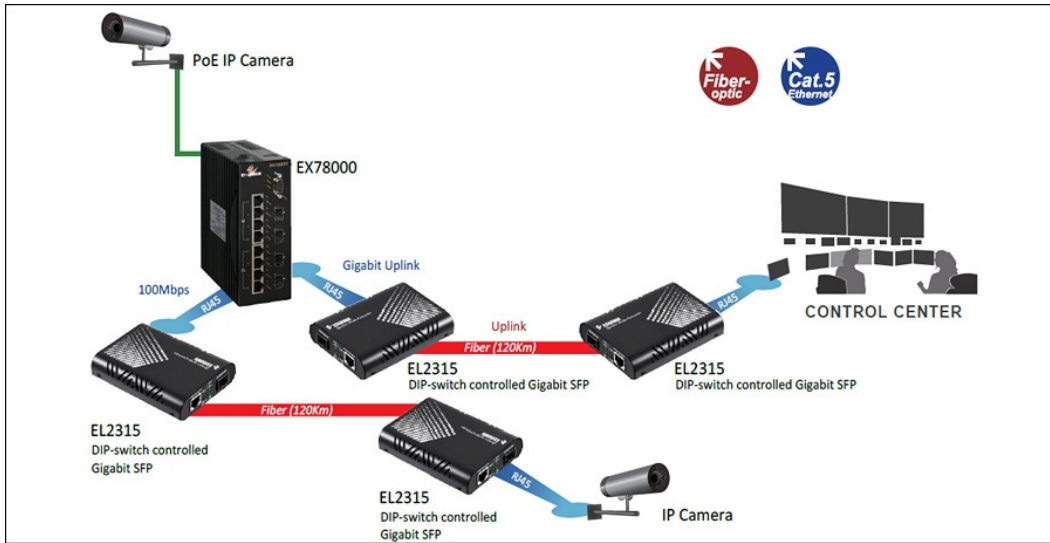 PoE IP Camera
Fiber-
optic
Cat.5
Ethernet
EX78000
100Mbps
RJ45
Gigabit Uplink
RJ45
Uplink
Fiber (120Km)
RJ45
CONTROL CENTER
EL2315
DIP-switch controlled Gigabit SFP
EL2315
DIP-switch controlled Gigabit SFP
EL2315
DIP-switch controlled
Gigabit SFP
Fiber (120Km)
RJ45
EL2315
DIP-switch controlled
Gigabit SFP
IP Camera